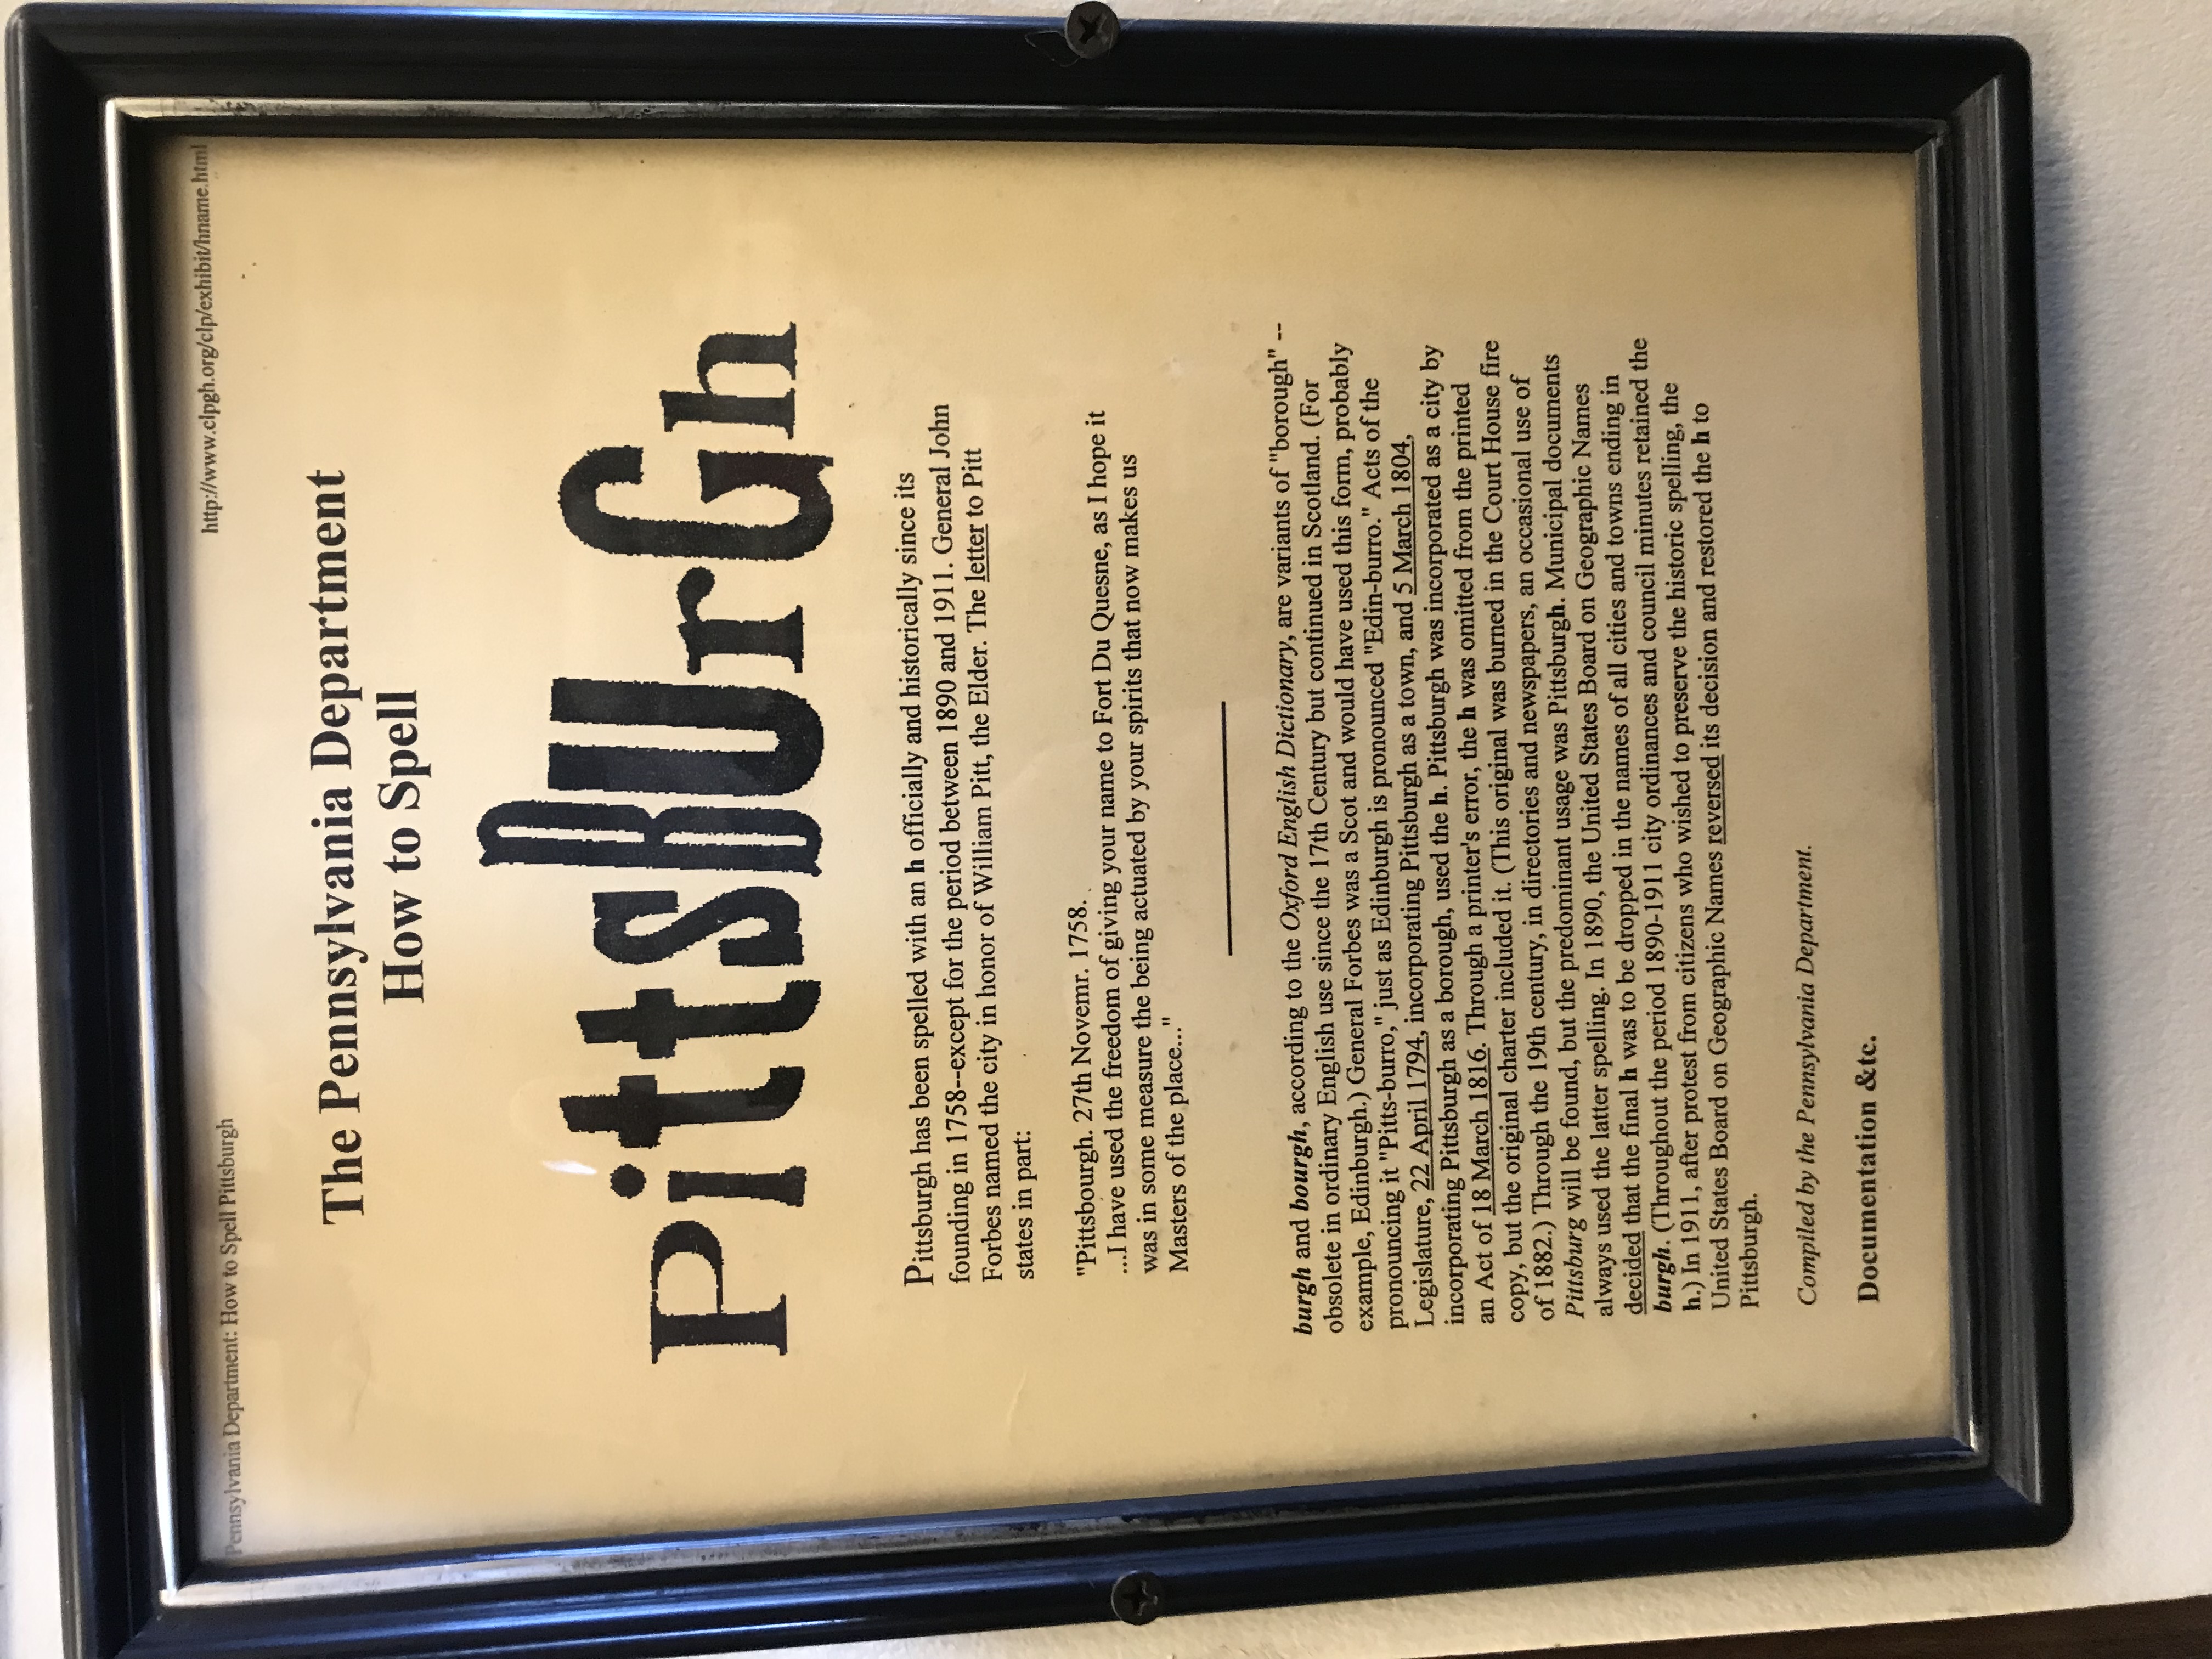 Pennsylvania Department: How to Spell Pittsburgh
http://www.clpgh.org/clp/exhibit/hname.html
The Pennsylvania Department
How to Spell
PittsBUrGh
Pittsburgh has been spelled with an h officially and historically since its
founding in 1758--except for the period between 1890 and 1911. General John
Forbes named the city in honor of William Pitt, the Elder. The letter to Pitt
states in part:
"Pittsbourgh. 27th Novemr. 1758.
...I have used the freedom of giving your name to Fort Du Quesne, as I hope it
was in some measure the being actuated by your spirits that now makes us
Masters of the place..."
burgh and bourgh, according to the Oxford English Dictionary, are variants of "borough" --
obsolete in ordinary English use since the 17th Century but continued in Scotland. (For
example, Edinburgh.) General Forbes was a Scot and would have used this form, probably
pronouncing it "Pitts-burro," just as Edinburgh is pronounced "Edin-burro." Acts of the
Legislature, 22 April 1794, incorporating Pittsburgh as a town, and 5 March 1804,
incorporating Pittsburgh as a borough, used the h. Pittsburgh was incorporated as a city by
an Act of 18 March 1816. Through a printer's error, the h was omitted from the printed
copy, but the original charter included it. (This original was burned in the Court House fire
of 1882.) Through the 19th century, in directories and newspapers, an occasional use of
Pittsburg will be found, but the predominant usage was Pittsburgh. Municipal documents
always used the latter spelling. In 1890, the United States Board on Geographic Names
decided that the final h was to be dropped in the names of all cities and towns ending in
burgh. (Throughout the period 1890-1911 city ordinances and council minutes retained the
h.) In 1911, after protest from citizens who wished to preserve the historic spelling, the
United States Board on Geographic Names reversed its decision and restored the h to
Pittsburgh.
Compiled by the Pennsylvania Department.
Documentation &tc.